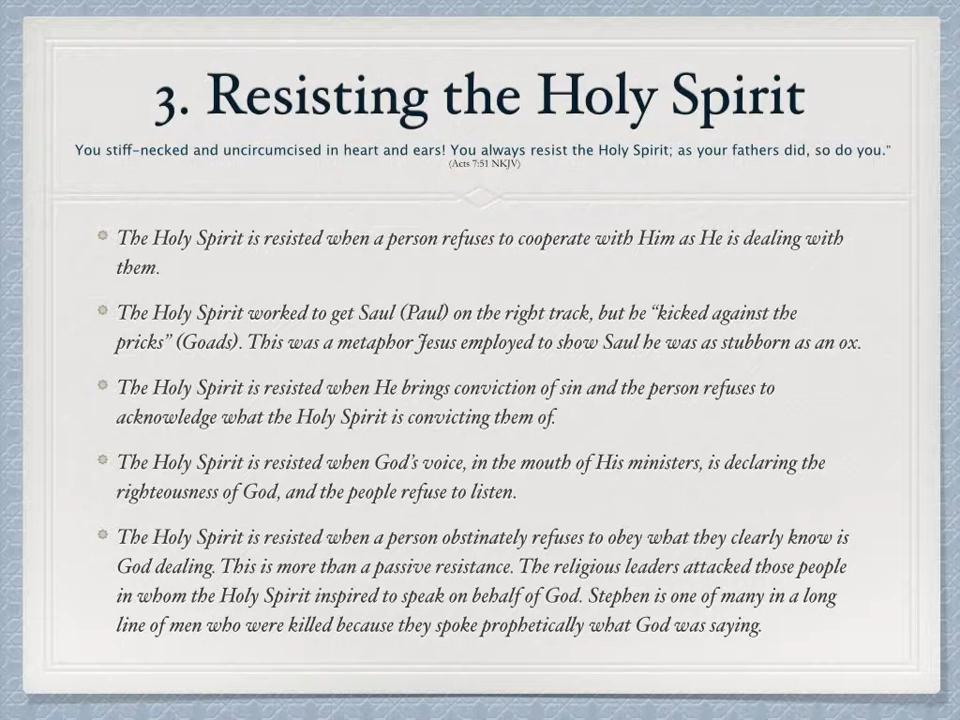 3. Resisting the Holy Spirit
You stiff-necked and uncircumcised in heart and ears! You always resist the Holy Spirit; as your fathers did, so do you."
(Acts 7:51 NKJV)
The Holy Spirit is resisted when a person refuses to cooperate with Him as He is dealing with
them.
The Holy Spirit worked to get Saul (Paul) on the right track, but he “kicked against the
pricks” (Goads). This was a metaphor Jesus employed to show Saul he was as stubborn as an ox.
The Holy Spirit is resisted when He brings conviction of sin and the person refuses to
acknowledge what the Holy Spirit is convicting them of.
The Holy Spirit is resisted when God’s voice, in the mouth of His ministers, is declaring the
righteousness of God, and the people refuse to listen.
The Holy Spirit is resisted when a person obstinately refuses to obey what they clearly know is
God dealing. This is more than a passive resistance. The religious leaders attacked those people
in whom the Holy Spirit inspired to speak on behalf of God. Stephen is one of many in a long
line of men who were killed because they spoke prophetically what God was saying.